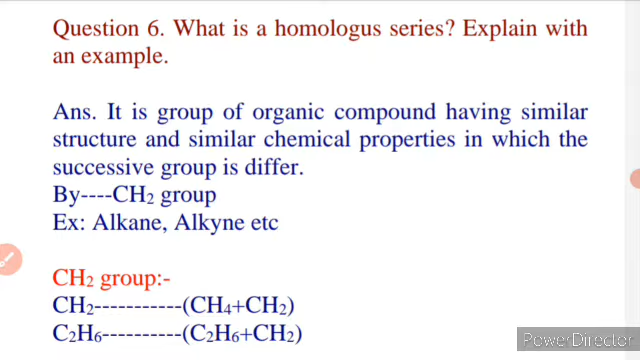 Question 6. What is a homologus series? Explain with
an example.
Ans. It is group of organic compound having similar
structure and similar chemical properties in which the
successive group is differ.
By----CH₂ group
Ex: Alkane, Alkyne etc
CH₂ group:-
CH₂-----------(CH₄+CH₂)
C₂H₆----------(C₂H₆+CH₂)
PowerDirector